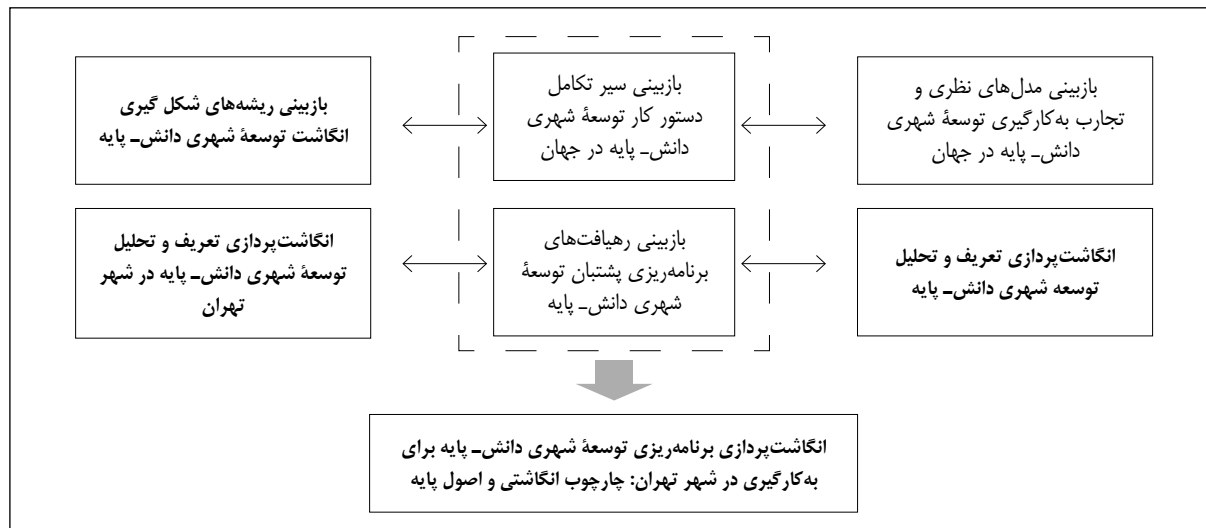 بازبینی مدل‌های نظری و
تجارب به‌کارگیری توسعهٔ شهری
دانش‌ـ پایه در جهان
بازبینی سیر تکامل
دستور کار توسعهٔ شهری
دانش‌ـ پایه در جهان
بازبینی ریشه‌های شکل گیری
انگاشت توسعهٔ شهری دانش‌ـ پایه
انگاشت‌پردازی تعریف و تحلیل
توسعه شهری دانش‌ـ پایه
بازبینی رهیافت‌های
برنامه‌ریزی پشتبان توسعهٔ
شهری دانش‌ـ پایه
انگاشت‌پردازی تعریف و تحلیل
توسعهٔ شهری دانش‌ـ پایه در شهر
تهران
انگاشت‌پردازی برنامه‌ریزی توسعهٔ شهری دانش‌ـ پایه برای
به‌کارگیری در شهر تهران: چارچوب انگاشتی و اصول پایه